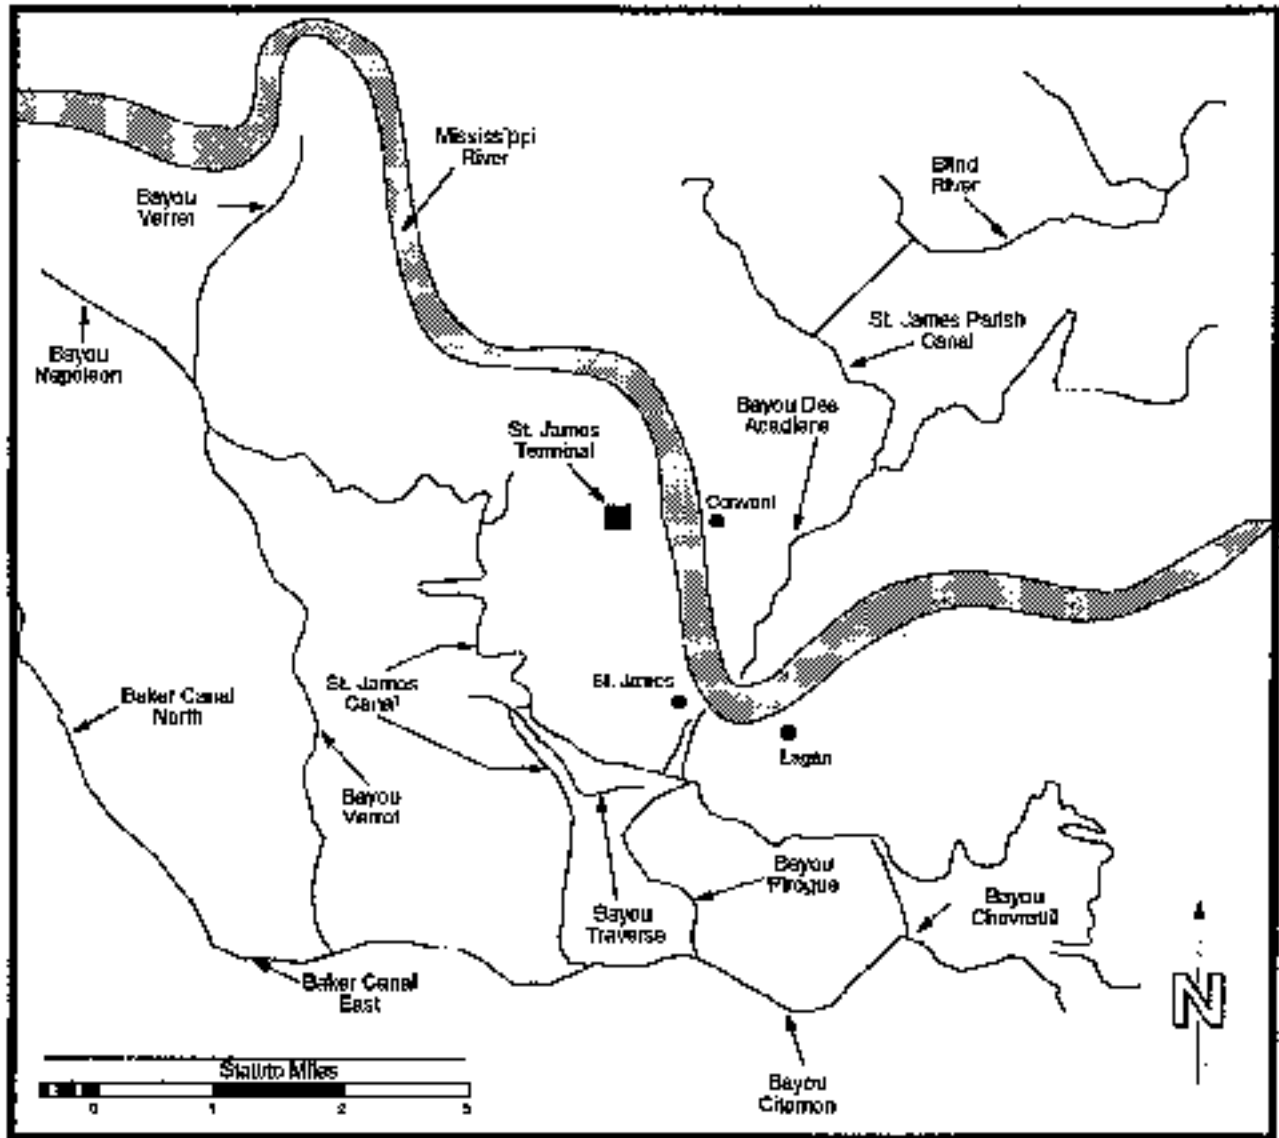 Mississippi
River
Blind
River
Bayou
Verret
St. James Parish
Canal
Bayou
Napoleon
Bayou Des
Acadiens
St. James
Terminal
Convent
St. James
Canal
St. James
Baker Canal
North
Lagan
Bayou
Verret
Bayou
Pirogue
Bayou
Chevreuil
Bayou
Traverse
Baker Canal
East
N
Statute Miles
0 1 2 3
Bayou
Citamon